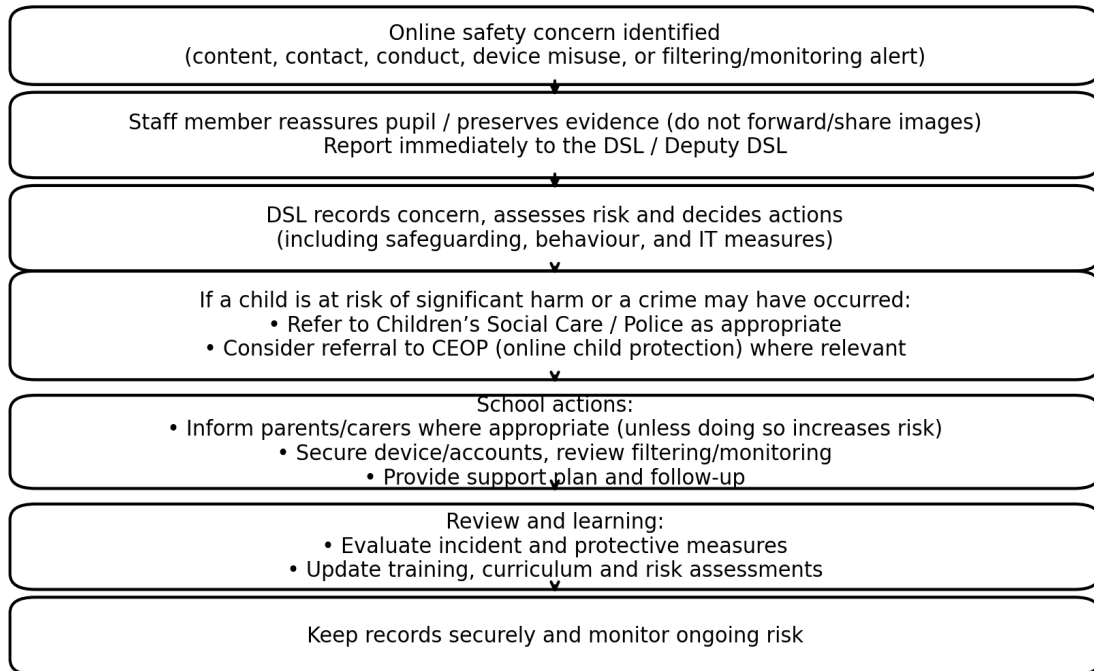 Online safety concern identified
(content, contact, conduct, device misuse, or filtering/monitoring alert)
Staff member reassures pupil / preserves evidence (do not forward/share images)
Report immediately to the DSL / Deputy DSL
DSL records concern, assesses risk and decides actions
(including safeguarding, behaviour, and IT measures)
If a child is at risk of significant harm or a crime may have occurred:
• Refer to Children’s Social Care / Police as appropriate
• Consider referral to CEOP (online child protection) where relevant
School actions:
• Inform parents/carers where appropriate (unless doing so increases risk)
• Secure device/accounts, review filtering/monitoring
• Provide support plan and follow-up
Review and learning:
• Evaluate incident and protective measures
• Update training, curriculum and risk assessments
Keep records securely and monitor ongoing risk